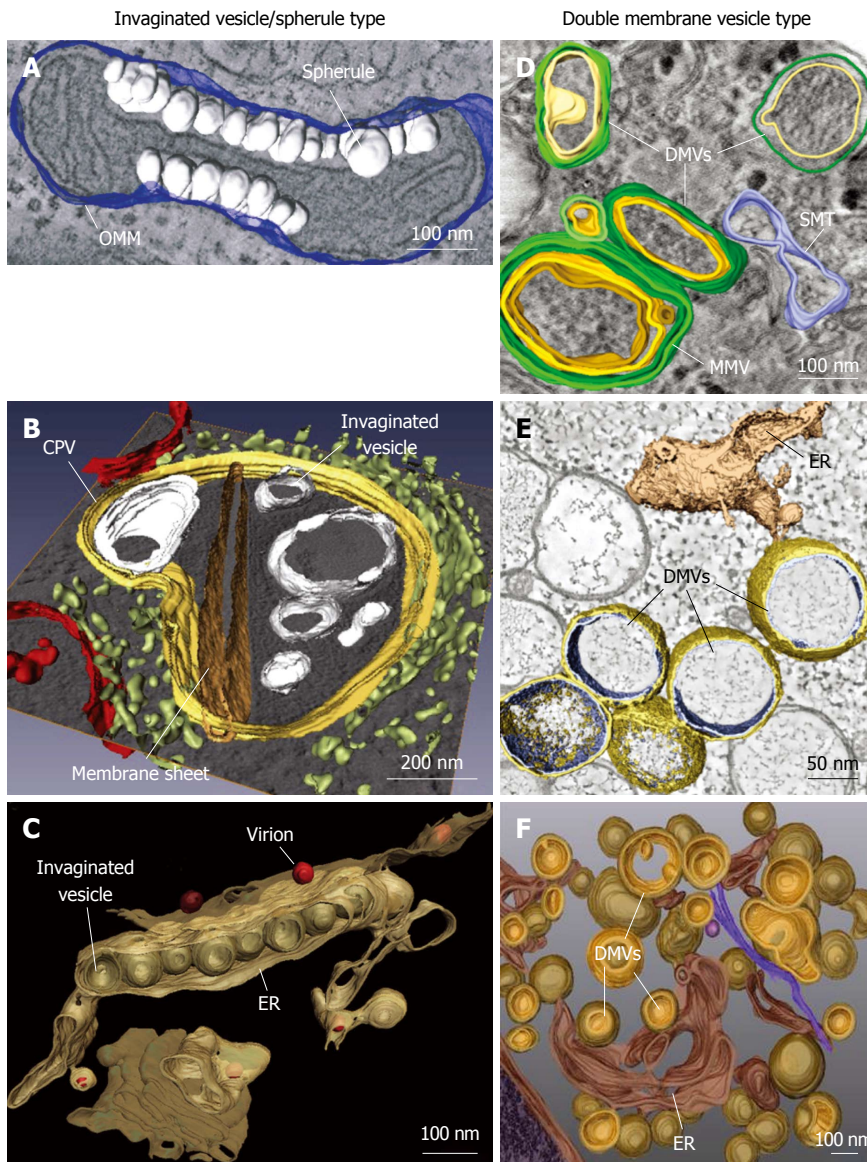 Invaginated vesicle/spherule type
Double membrane vesicle type
A
Spherule
OMM
100 nm
D
DMVs
SMT
MMV
100 nm
B
CPV
Invaginated
vesicle
Membrane sheet
200 nm
E
ER
DMVs
50 nm
C
Virion
Invaginated
vesicle
ER
100 nm
F
DMVs
ER
100 nm